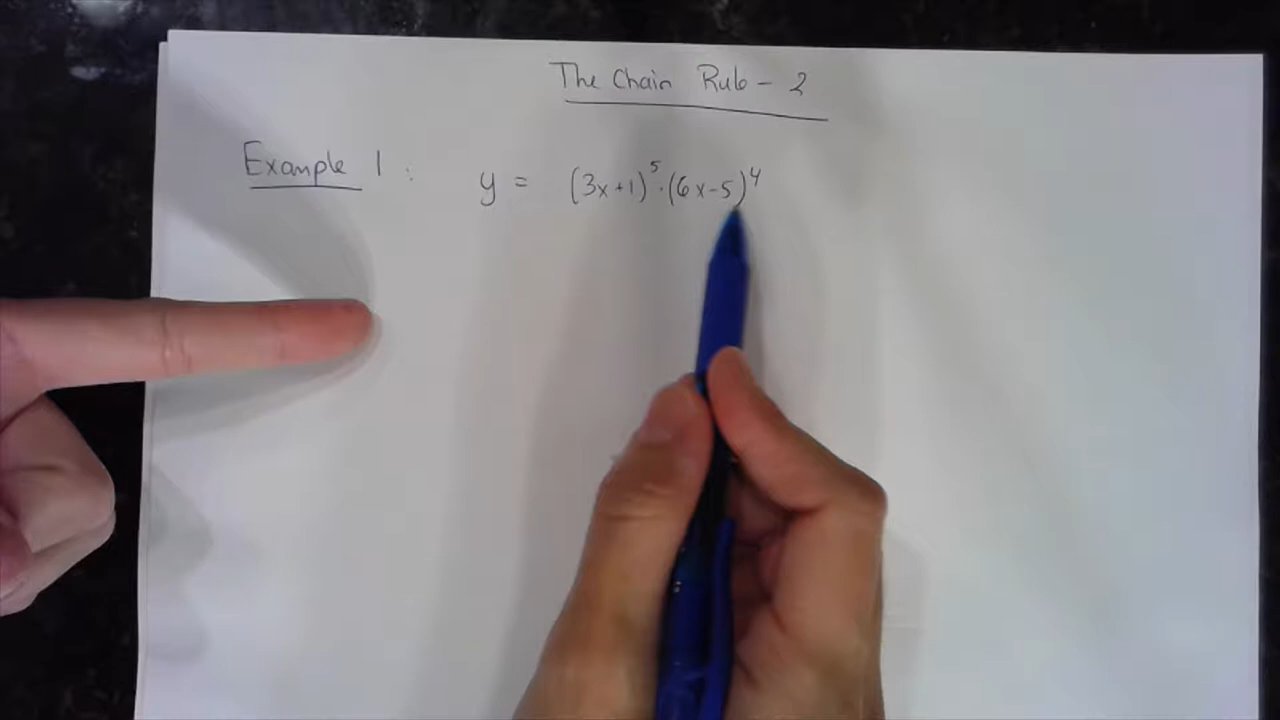 The Chain Rule - 2
Example 1 : y = (3x+1)⁵·(6x-5)⁴